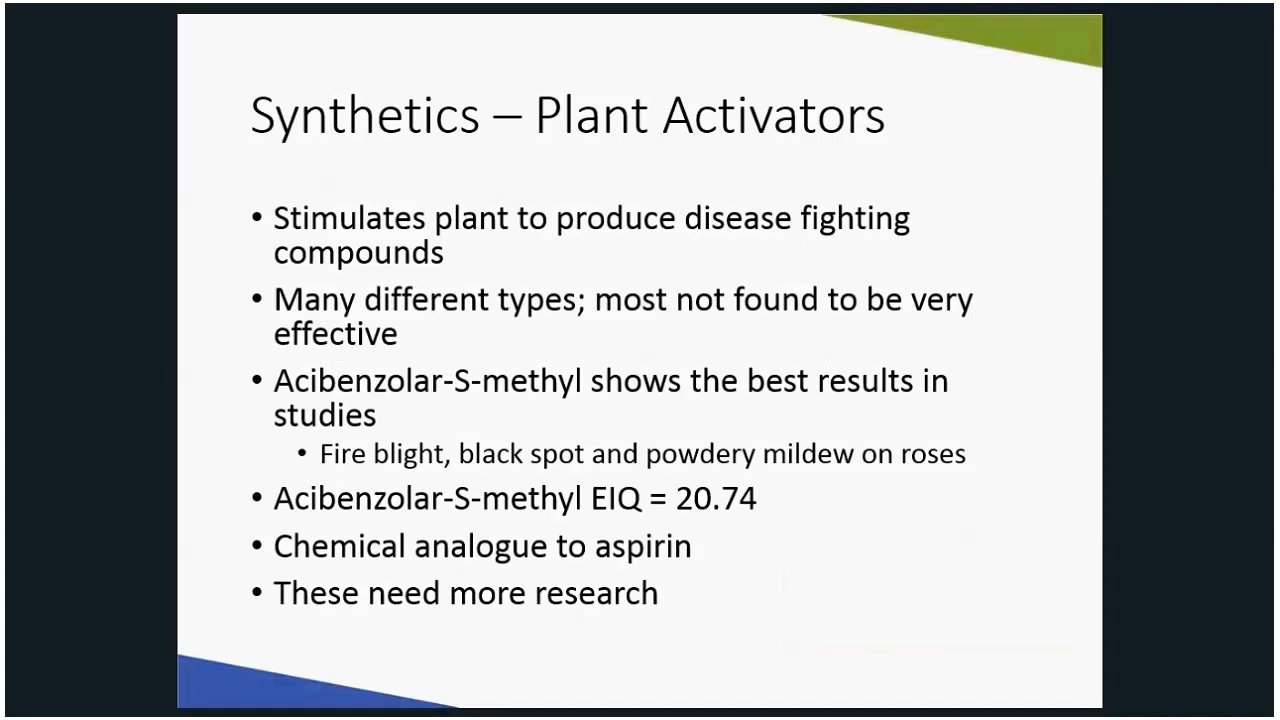 Synthetics – Plant Activators
• Stimulates plant to produce disease fighting
compounds
• Many different types; most not found to be very
effective
• Acibenzolar-S-methyl shows the best results in
studies
• Fire blight, black spot and powdery mildew on roses
• Acibenzolar-S-methyl EIQ = 20.74
• Chemical analogue to aspirin
• These need more research